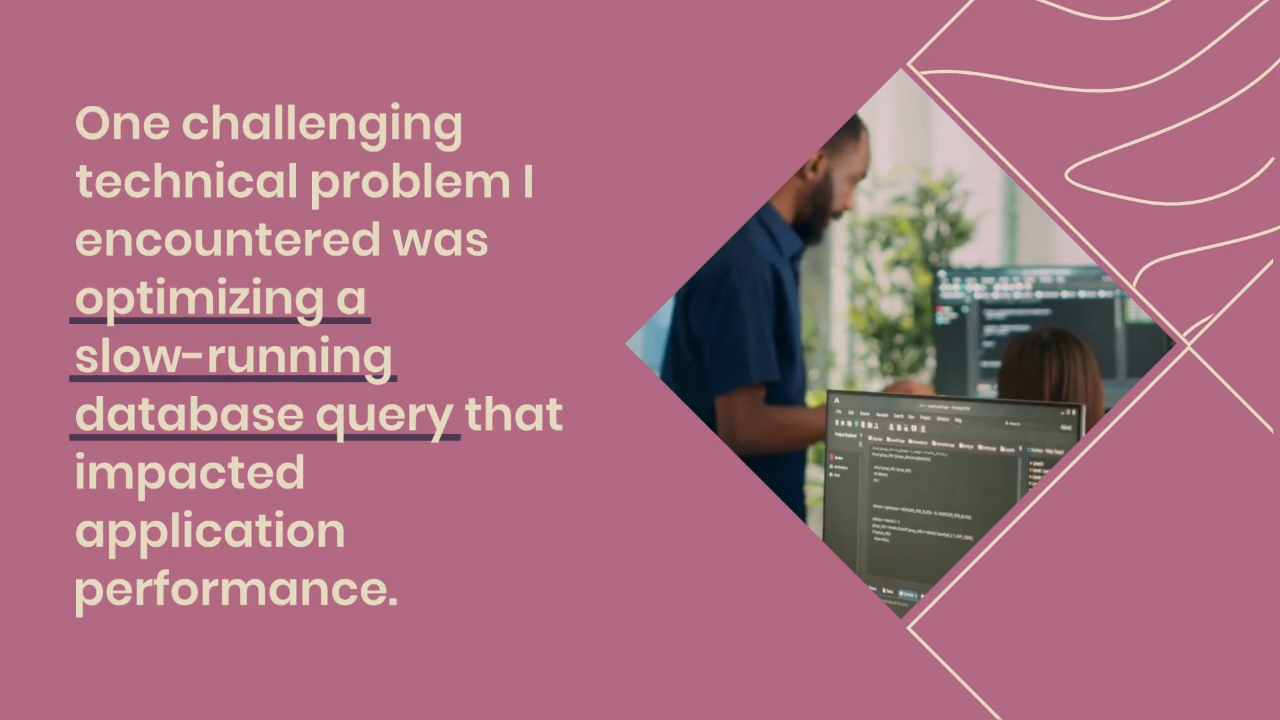 One challenging
technical problem I
encountered was
optimizing a
slow-running
database query that
impacted
application
performance.